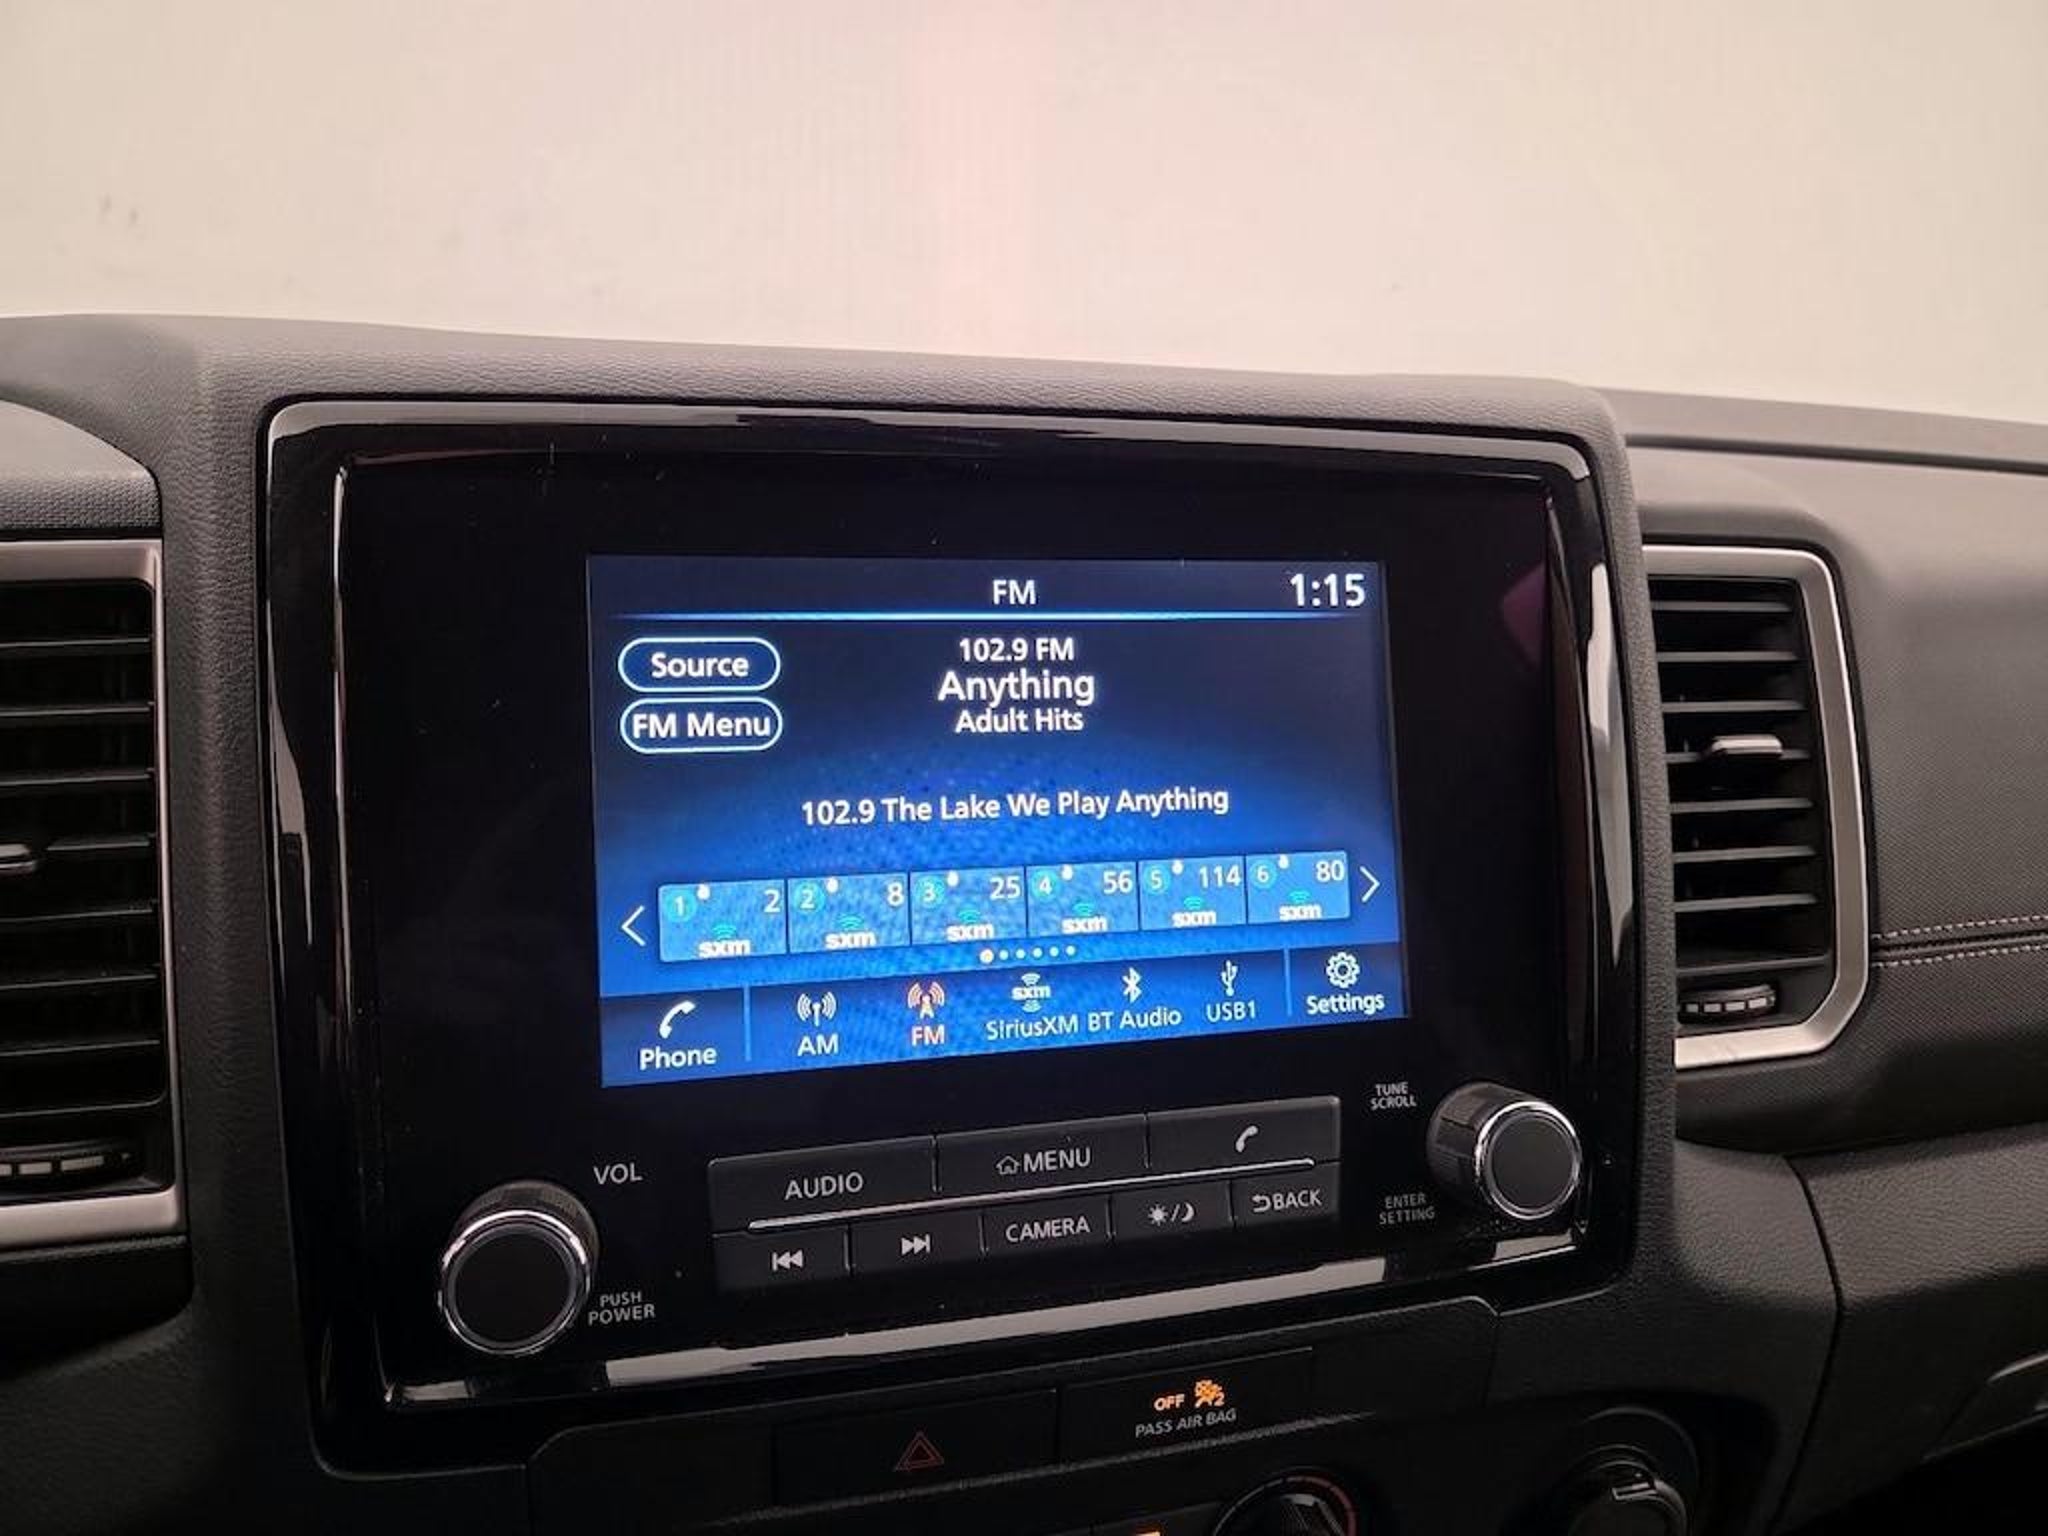 FM 1:15
Source
FM Menu
102.9 FM
Anything
Adult Hits
102.9 The Lake We Play Anything
1 2 sxm
2 8 sxm
3 25 sxm
4 56 sxm
5 114 sxm
6 80 sxm
Phone
AM
FM
sxm
SiriusXM
BT Audio
USB1
Settings
VOL
PUSH
POWER
AUDIO
MENU
CAMERA
BACK
TUNE
SCROLL
ENTER
SETTING
OFF 2
PASS AIR BAG